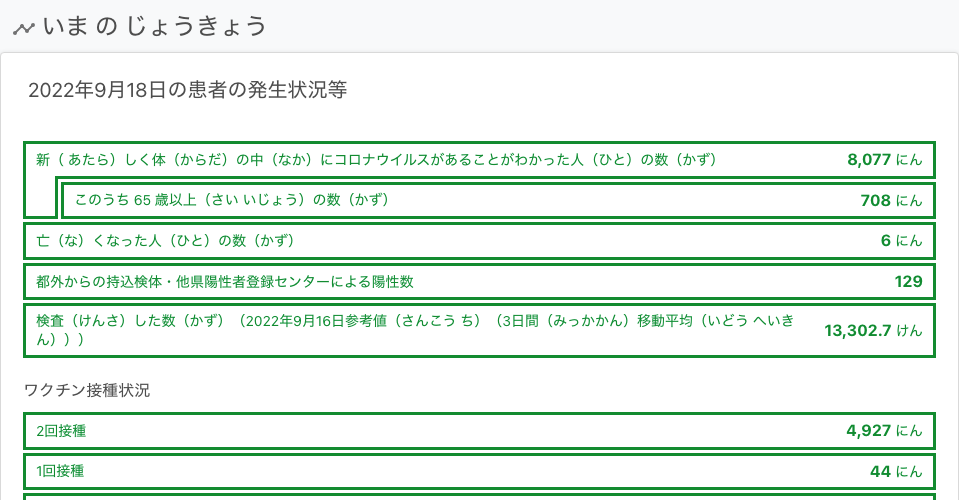 いま の じょうきょう
2022年9月18日の患者の発生状況等
新（ あたら）しく体（からだ）の中（なか）にコロナウイルスがあることがわかった人（ひと）の数（かず） 8,077 にん
このうち 65 歳以上（さい いじょう）の数（かず） 708 にん
亡（な）くなった人（ひと）の数（かず） 6 にん
都外からの持込検体・他県陽性者登録センターによる陽性数 129
検査（けんさ）した数（かず）（2022年9月16日参考値（さんこう ち）（3日間（みっかかん）移動平均（いどう へいき
ん））） 13,302.7 けん
ワクチン接種状況
2回接種 4,927 にん
1回接種 44 にん